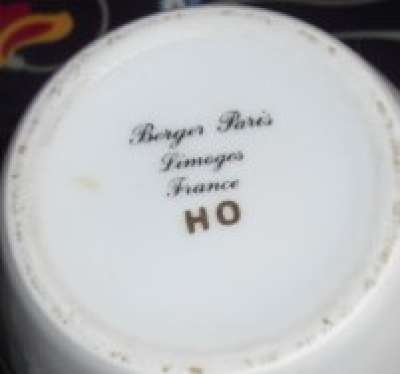 Berger Paris
Limoges
France
HO